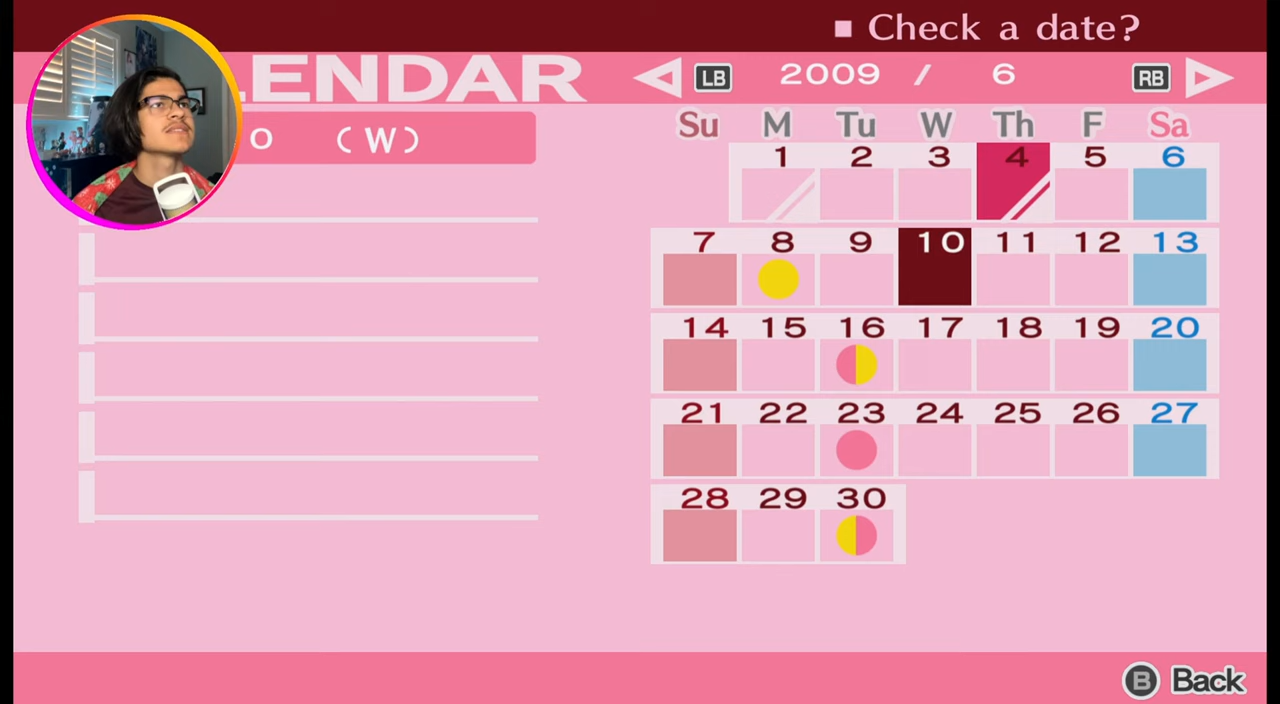 Check a date?
LENDAR
LB 2009 / 6 RB
0 (W)
Su M Tu W Th F Sa
1 2 3 4 5 6
7 8 9 10 11 12 13
14 15 16 17 18 19 20
21 22 23 24 25 26 27
28 29 30
B Back